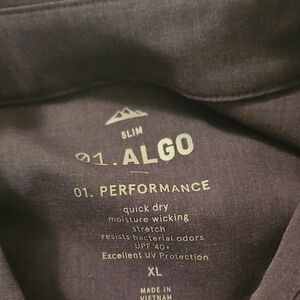 SLIM
01.ALGO
01. PERFORMANCE
quick dry
moisture wicking
stretch
resists bacterial odors
UPF 40+
Excellent UV Protection
XL
MADE IN
VIETNAM